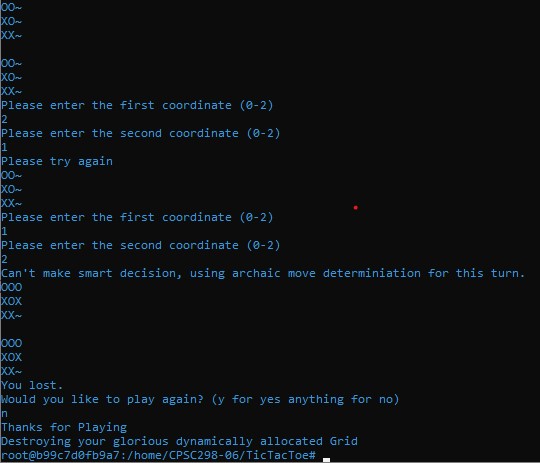 OO~
XO~
XX~
OO~
XO~
XX~
Please enter the first coordinate (0-2)
2
Please enter the second coordinate (0-2)
1
Please try again
OO~
XO~
XX~
Please enter the first coordinate (0-2)
1
Please enter the second coordinate (0-2)
2
Can't make smart decision, using archaic move determiniation for this turn.
OOO
XOX
XX~
OOO
XOX
XX~
You lost.
Would you like to play again? (y for yes anything for no)
n
Thanks for Playing
Destroying your glorious dynamically allocated Grid
root@b99c7d0fb9a7:/home/CPSC298-06/TicTacToe#